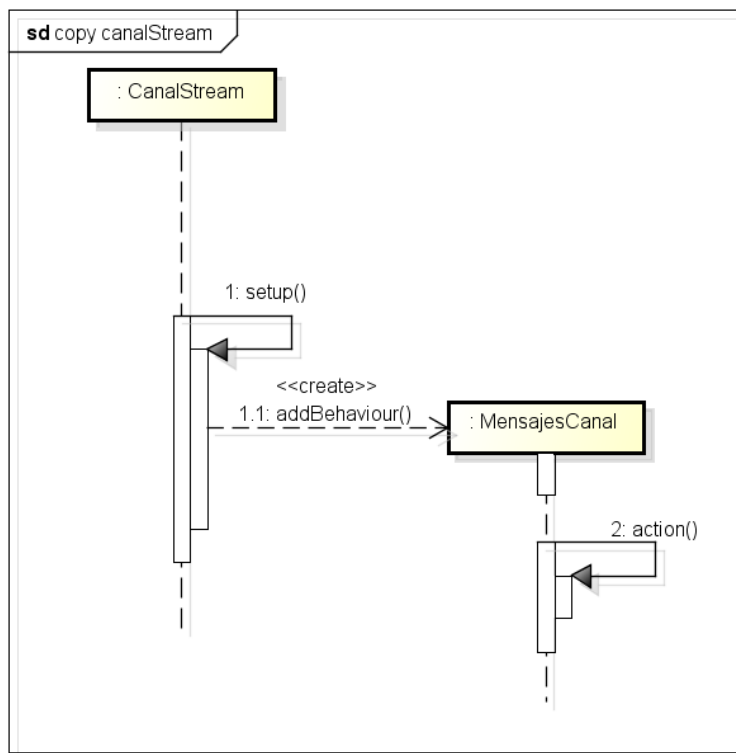 sd copy canalStream
: CanalStream
1: setup()
<<create>>
1.1: addBehaviour()
: MensajesCanal
2: action()